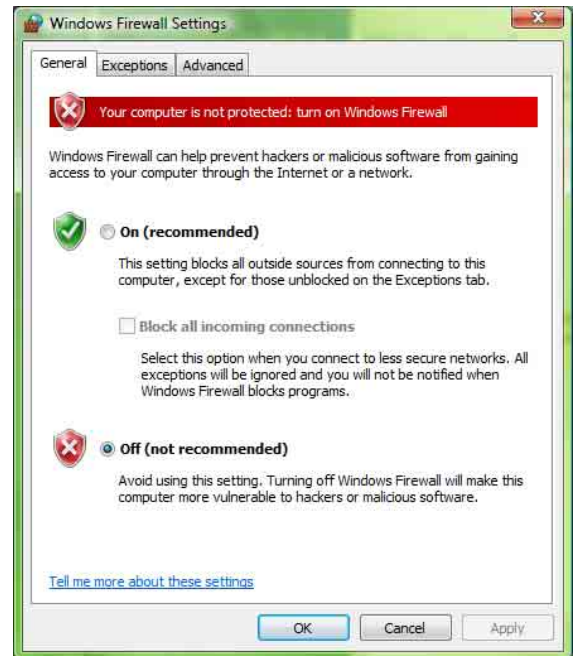 Windows Firewall Settings
General Exceptions Advanced
Your computer is not protected: turn on Windows Firewall
Windows Firewall can help prevent hackers or malicious software from gaining
access to your computer through the Internet or a network.
On (recommended)
This setting blocks all outside sources from connecting to this
computer, except for those unblocked on the Exceptions tab.
Block all incoming connections
Select this option when you connect to less secure networks. All
exceptions will be ignored and you will not be notified when
Windows Firewall blocks programs.
Off (not recommended)
Avoid using this setting. Turning off Windows Firewall will make this
computer more vulnerable to hackers or malicious software.
Tell me more about these settings
OK Cancel Apply